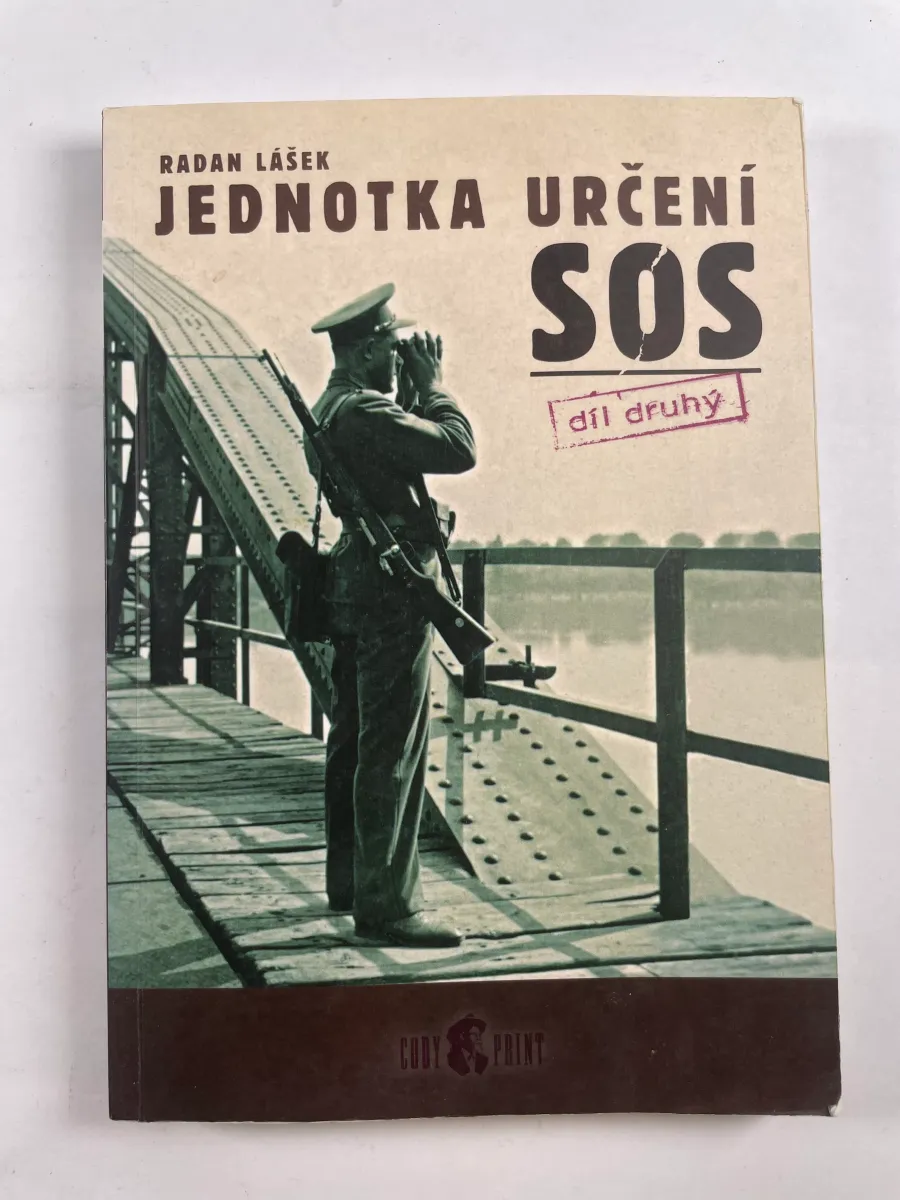 RADAN LÁŠEK
JEDNOTKA URČENÍ
SOS
díl druhý
CODY PRINT